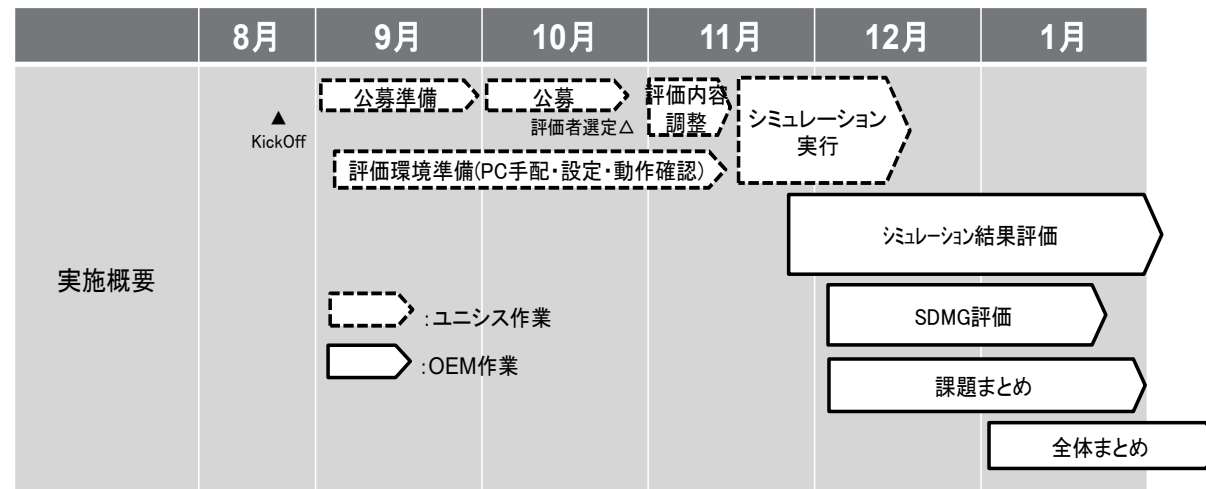 8月 9月 10月 11月 12月 1月
実施概要
▲
KickOff
公募準備
公募
評価者選定△
評価内容
調整
シミュレーション
実行
評価環境準備(PC手配・設定・動作確認)
ｼﾐｭﾚｰｼｮﾝ結果評価
SDMG評価
課題まとめ
全体まとめ
:ユニシス作業
:OEM作業